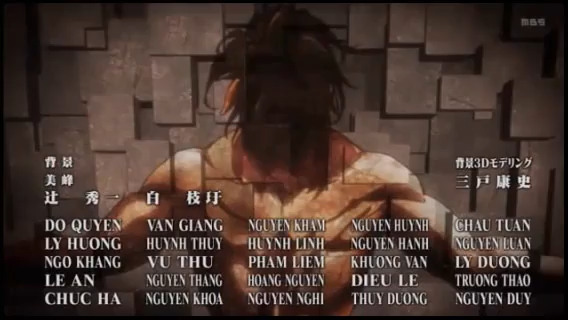 MBS
背景
美峰
辻 秀一 白 枝圩
背景3Dモデリング
三戸康史
DO QUYEN VAN GIANG NGUYEN KHAM NGUYEN HUYNH CHAU TUAN
LY HUONG HUYNH THUY HUYNH LINH NGUYEN HANH NGUYEN LUAN
NGO KHANG VU THU PHAM LIEM KHUONG VAN LY DUONG
LE AN NGUYEN THANG HOANG NGUYEN DIEU LE TRUONG THAO
CHUC HA NGUYEN KHOA NGUYEN NGHI THUY DUONG NGUYEN DUY